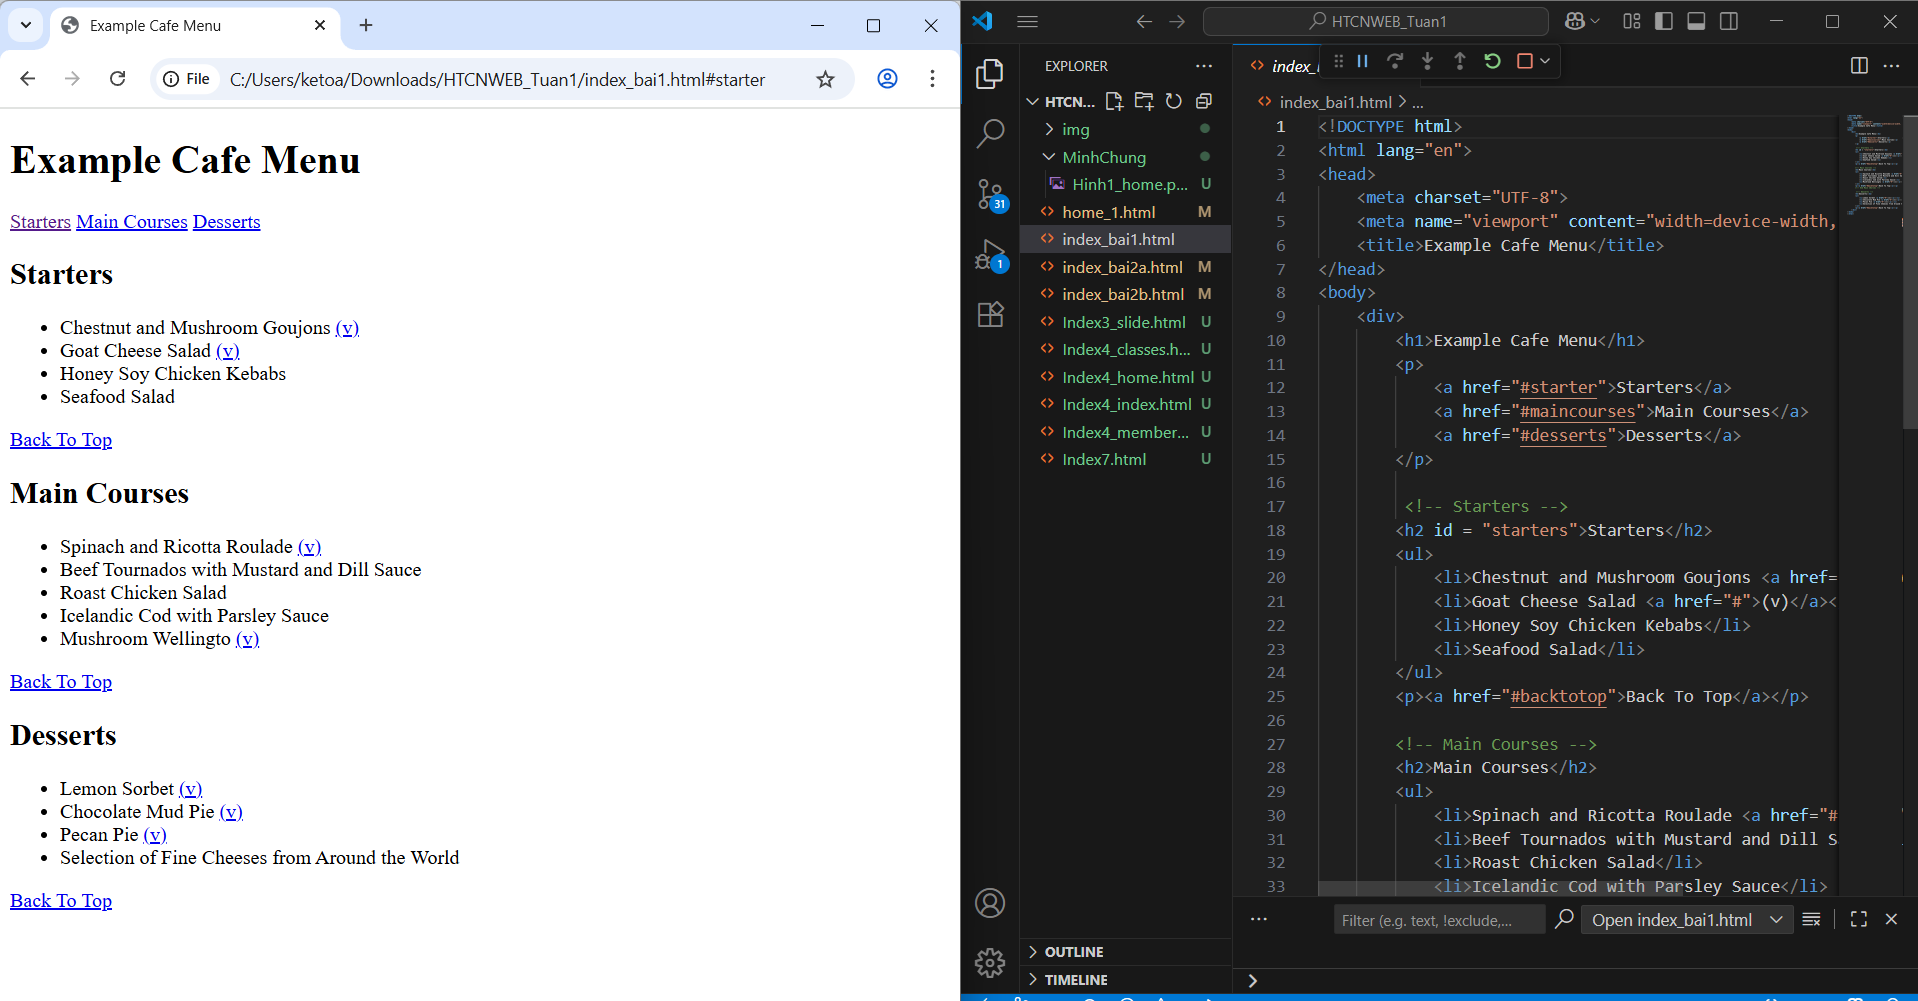 Example Cafe Menu
File
C:/Users/ketoa/Downloads/HTCNWEB_Tuan1/index_bai1.html#starter
Example Cafe Menu
Starters Main Courses Desserts
Starters
Chestnut and Mushroom Goujons (v)
Goat Cheese Salad (v)
Honey Soy Chicken Kebabs
Seafood Salad
Back To Top
Main Courses
Spinach and Ricotta Roulade (v)
Beef Tournados with Mustard and Dill Sauce
Roast Chicken Salad
Icelandic Cod with Parsley Sauce
Mushroom Wellingto (v)
Back To Top
Desserts
Lemon Sorbet (v)
Chocolate Mud Pie (v)
Pecan Pie (v)
Selection of Fine Cheeses from Around the World
Back To Top
HTCNWEB_Tuan1
31
1
EXPLORER
HTCN...
img
MinhChung
Hinh1_home.p... U
home_1.html M
index_bai1.html
index_bai2a.html M
index_bai2b.html M
Index3_slide.html U
Index4_classes.h... U
Index4_home.html U
Index4_index.html U
Index4_member... U
Index7.html U
OUTLINE
TIMELINE
index_
index_bai1.html > ...
1 <!DOCTYPE html>
2 <html lang="en">
3 <head>
4 <meta charset="UTF-8">
5 <meta name="viewport" content="width=device-width,
6 <title>Example Cafe Menu</title>
7 </head>
8 <body>
9 <div>
10 <h1>Example Cafe Menu</h1>
11 <p>
12 <a href="#starter">Starters</a>
13 <a href="#maincourses">Main Courses</a>
14 <a href="#desserts">Desserts</a>
15 </p>
16
17 <!-- Starters -->
18 <h2 id = "starters">Starters</h2>
19 <ul>
20 <li>Chestnut and Mushroom Goujons <a href=
21 <li>Goat Cheese Salad <a href="#">(v)</a><
22 <li>Honey Soy Chicken Kebabs</li>
23 <li>Seafood Salad</li>
24 </ul>
25 <p><a href="#backtotop">Back To Top</a></p>
26
27 <!-- Main Courses -->
28 <h2>Main Courses</h2>
29 <ul>
30 <li>Spinach and Ricotta Roulade <a href="#
31 <li>Beef Tournados with Mustard and Dill S
32 <li>Roast Chicken Salad</li>
33 <li>Icelandic Cod with Parsley Sauce</li>
Filter (e.g. text, !exclude,...
Open index_bai1.html